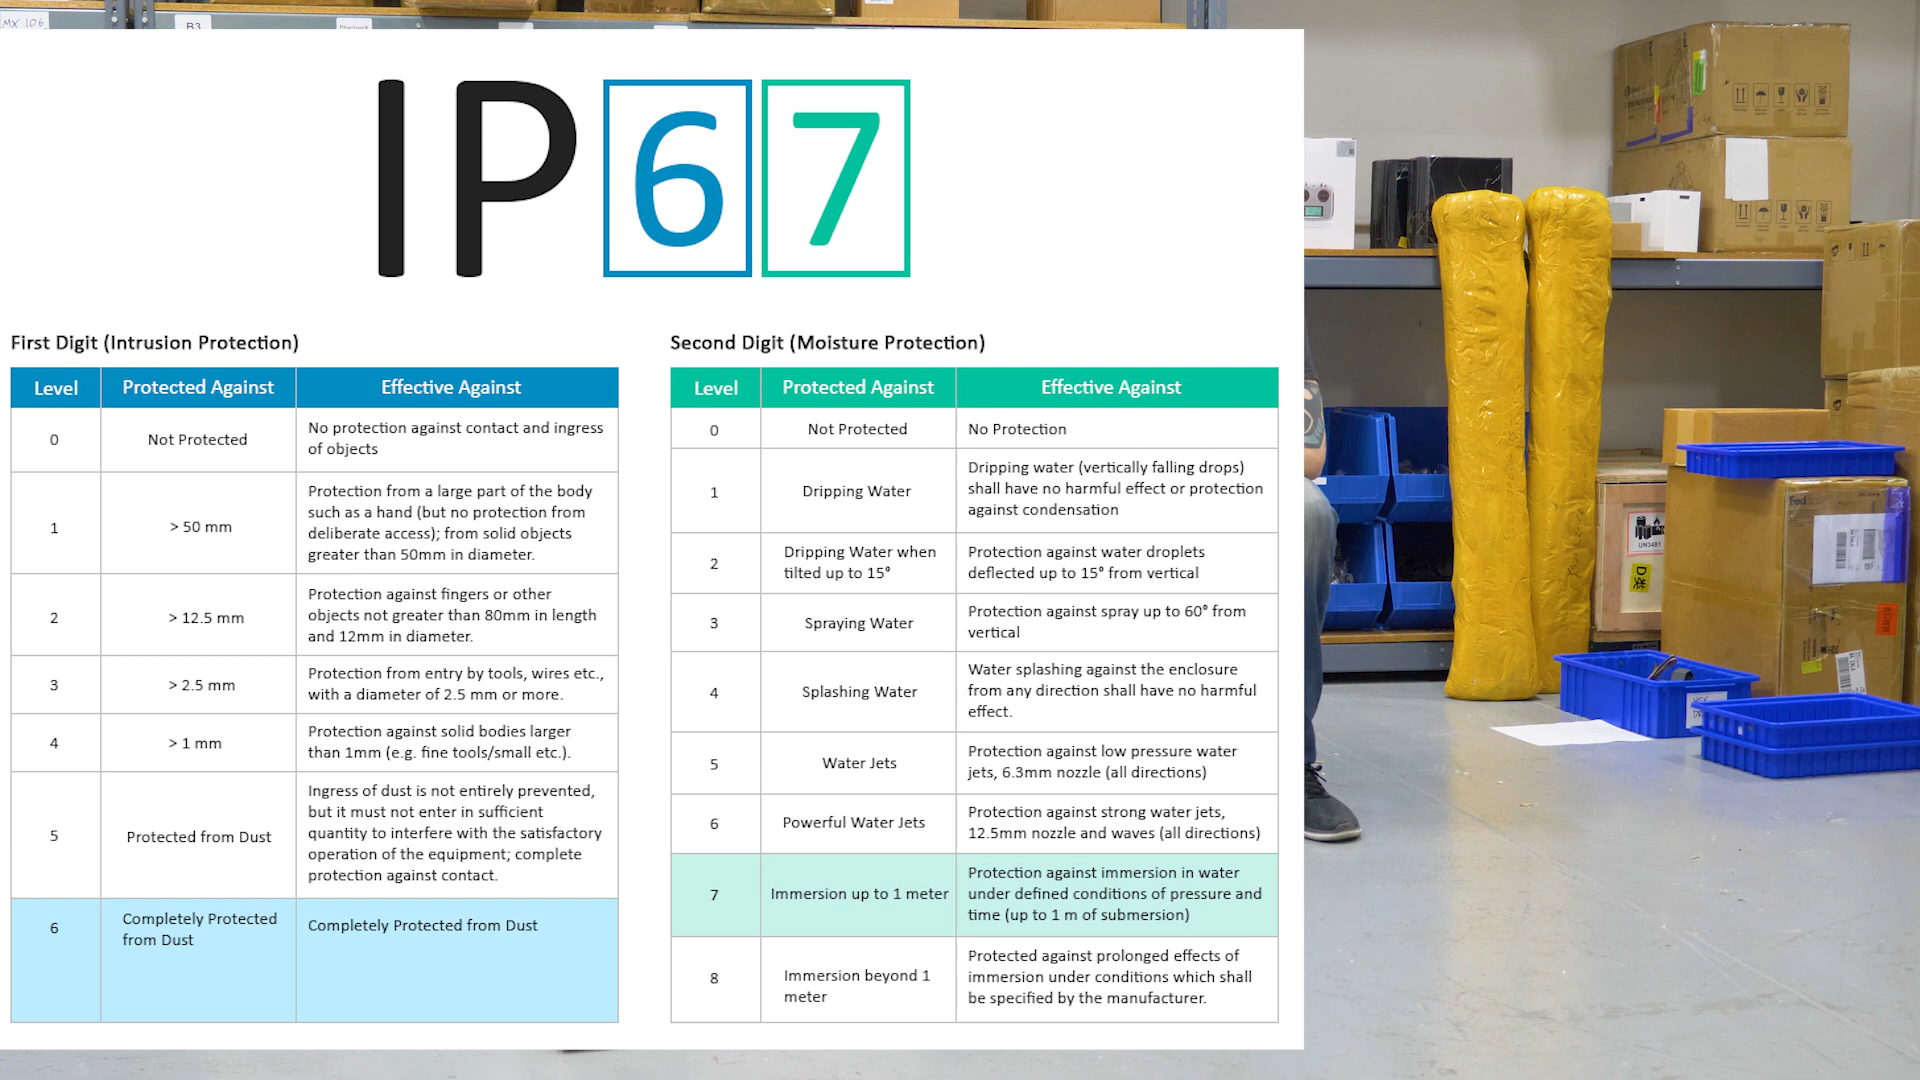 MX 106
B3
IP67
First Digit (Intrusion Protection)
Level Protected Against Effective Against
0 Not Protected No protection against contact and ingress
of objects
1 > 50 mm Protection from a large part of the body
such as a hand (but no protection from
deliberate access); from solid objects
greater than 50mm in diameter.
2 > 12.5 mm Protection against fingers or other
objects not greater than 80mm in length
and 12mm in diameter.
3 > 2.5 mm Protection from entry by tools, wires etc.,
with a diameter of 2.5 mm or more.
4 > 1 mm Protection against solid bodies larger
than 1mm (e.g. fine tools/small etc.).
5 Protected from Dust Ingress of dust is not entirely prevented,
but it must not enter in sufficient
quantity to interfere with the satisfactory
operation of the equipment; complete
protection against contact.
6 Completely Protected
from Dust Completely Protected from Dust
Second Digit (Moisture Protection)
Level Protected Against Effective Against
0 Not Protected No Protection
1 Dripping Water Dripping water (vertically falling drops)
shall have no harmful effect or protection
against condensation
2 Dripping Water when
tilted up to 15° Protection against water droplets
deflected up to 15° from vertical
3 Spraying Water Protection against spray up to 60° from
vertical
4 Splashing Water Water splashing against the enclosure
from any direction shall have no harmful
effect.
5 Water Jets Protection against low pressure water
jets, 6.3mm nozzle (all directions)
6 Powerful Water Jets Protection against strong water jets,
12.5mm nozzle and waves (all directions)
7 Immersion up to 1 meter Protection against immersion in water
under defined conditions of pressure and
time (up to 1 m of submersion)
8 Immersion beyond 1
meter Protected against prolonged effects of
immersion under conditions which shall
be specified by the manufacturer.
Fed
UN3481